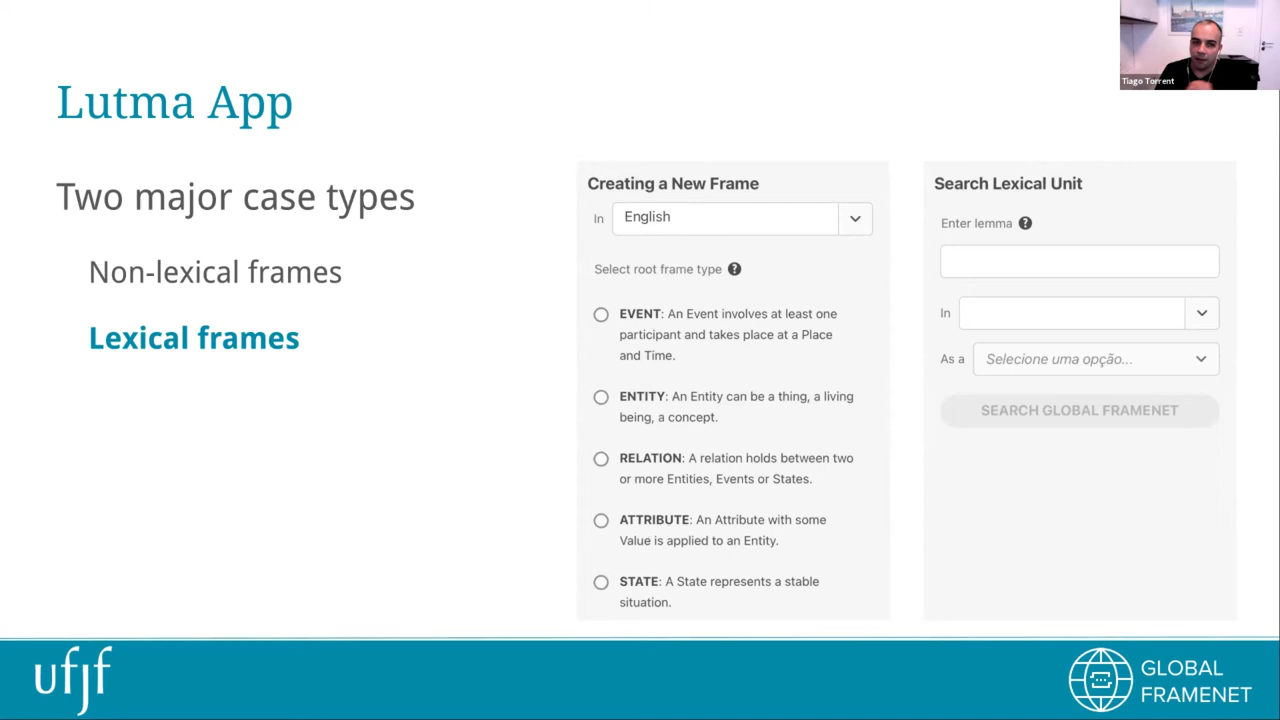 Tiago Torrent
Lutma App
Two major case types
Non-lexical frames
Lexical frames
Creating a New Frame
In English
Select root frame type ?
EVENT: An Event involves at least one
participant and takes place at a Place
and Time.
ENTITY: An Entity can be a thing, a living
being, a concept.
RELATION: A relation holds between two
or more Entities, Events or States.
ATTRIBUTE: An Attribute with some
Value is applied to an Entity.
STATE: A State represents a stable
situation.
Search Lexical Unit
Enter lemma ?
In
As a Selecione uma opção...
SEARCH GLOBAL FRAMENET
ufjf
GLOBAL
FRAMENET